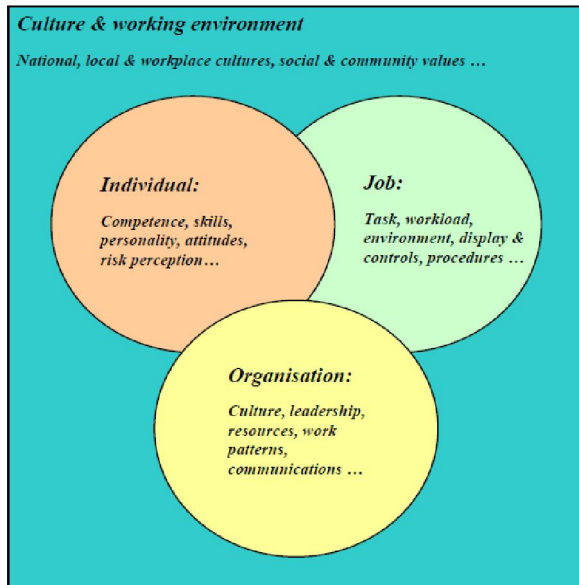 Culture & working environment
National, local & workplace cultures, social & community values ...
Individual:
Competence, skills,
personality, attitudes,
risk perception...
Job:
Task, workload,
environment, display &
controls, procedures ...
Organisation:
Culture, leadership,
resources, work
patterns,
communications ...